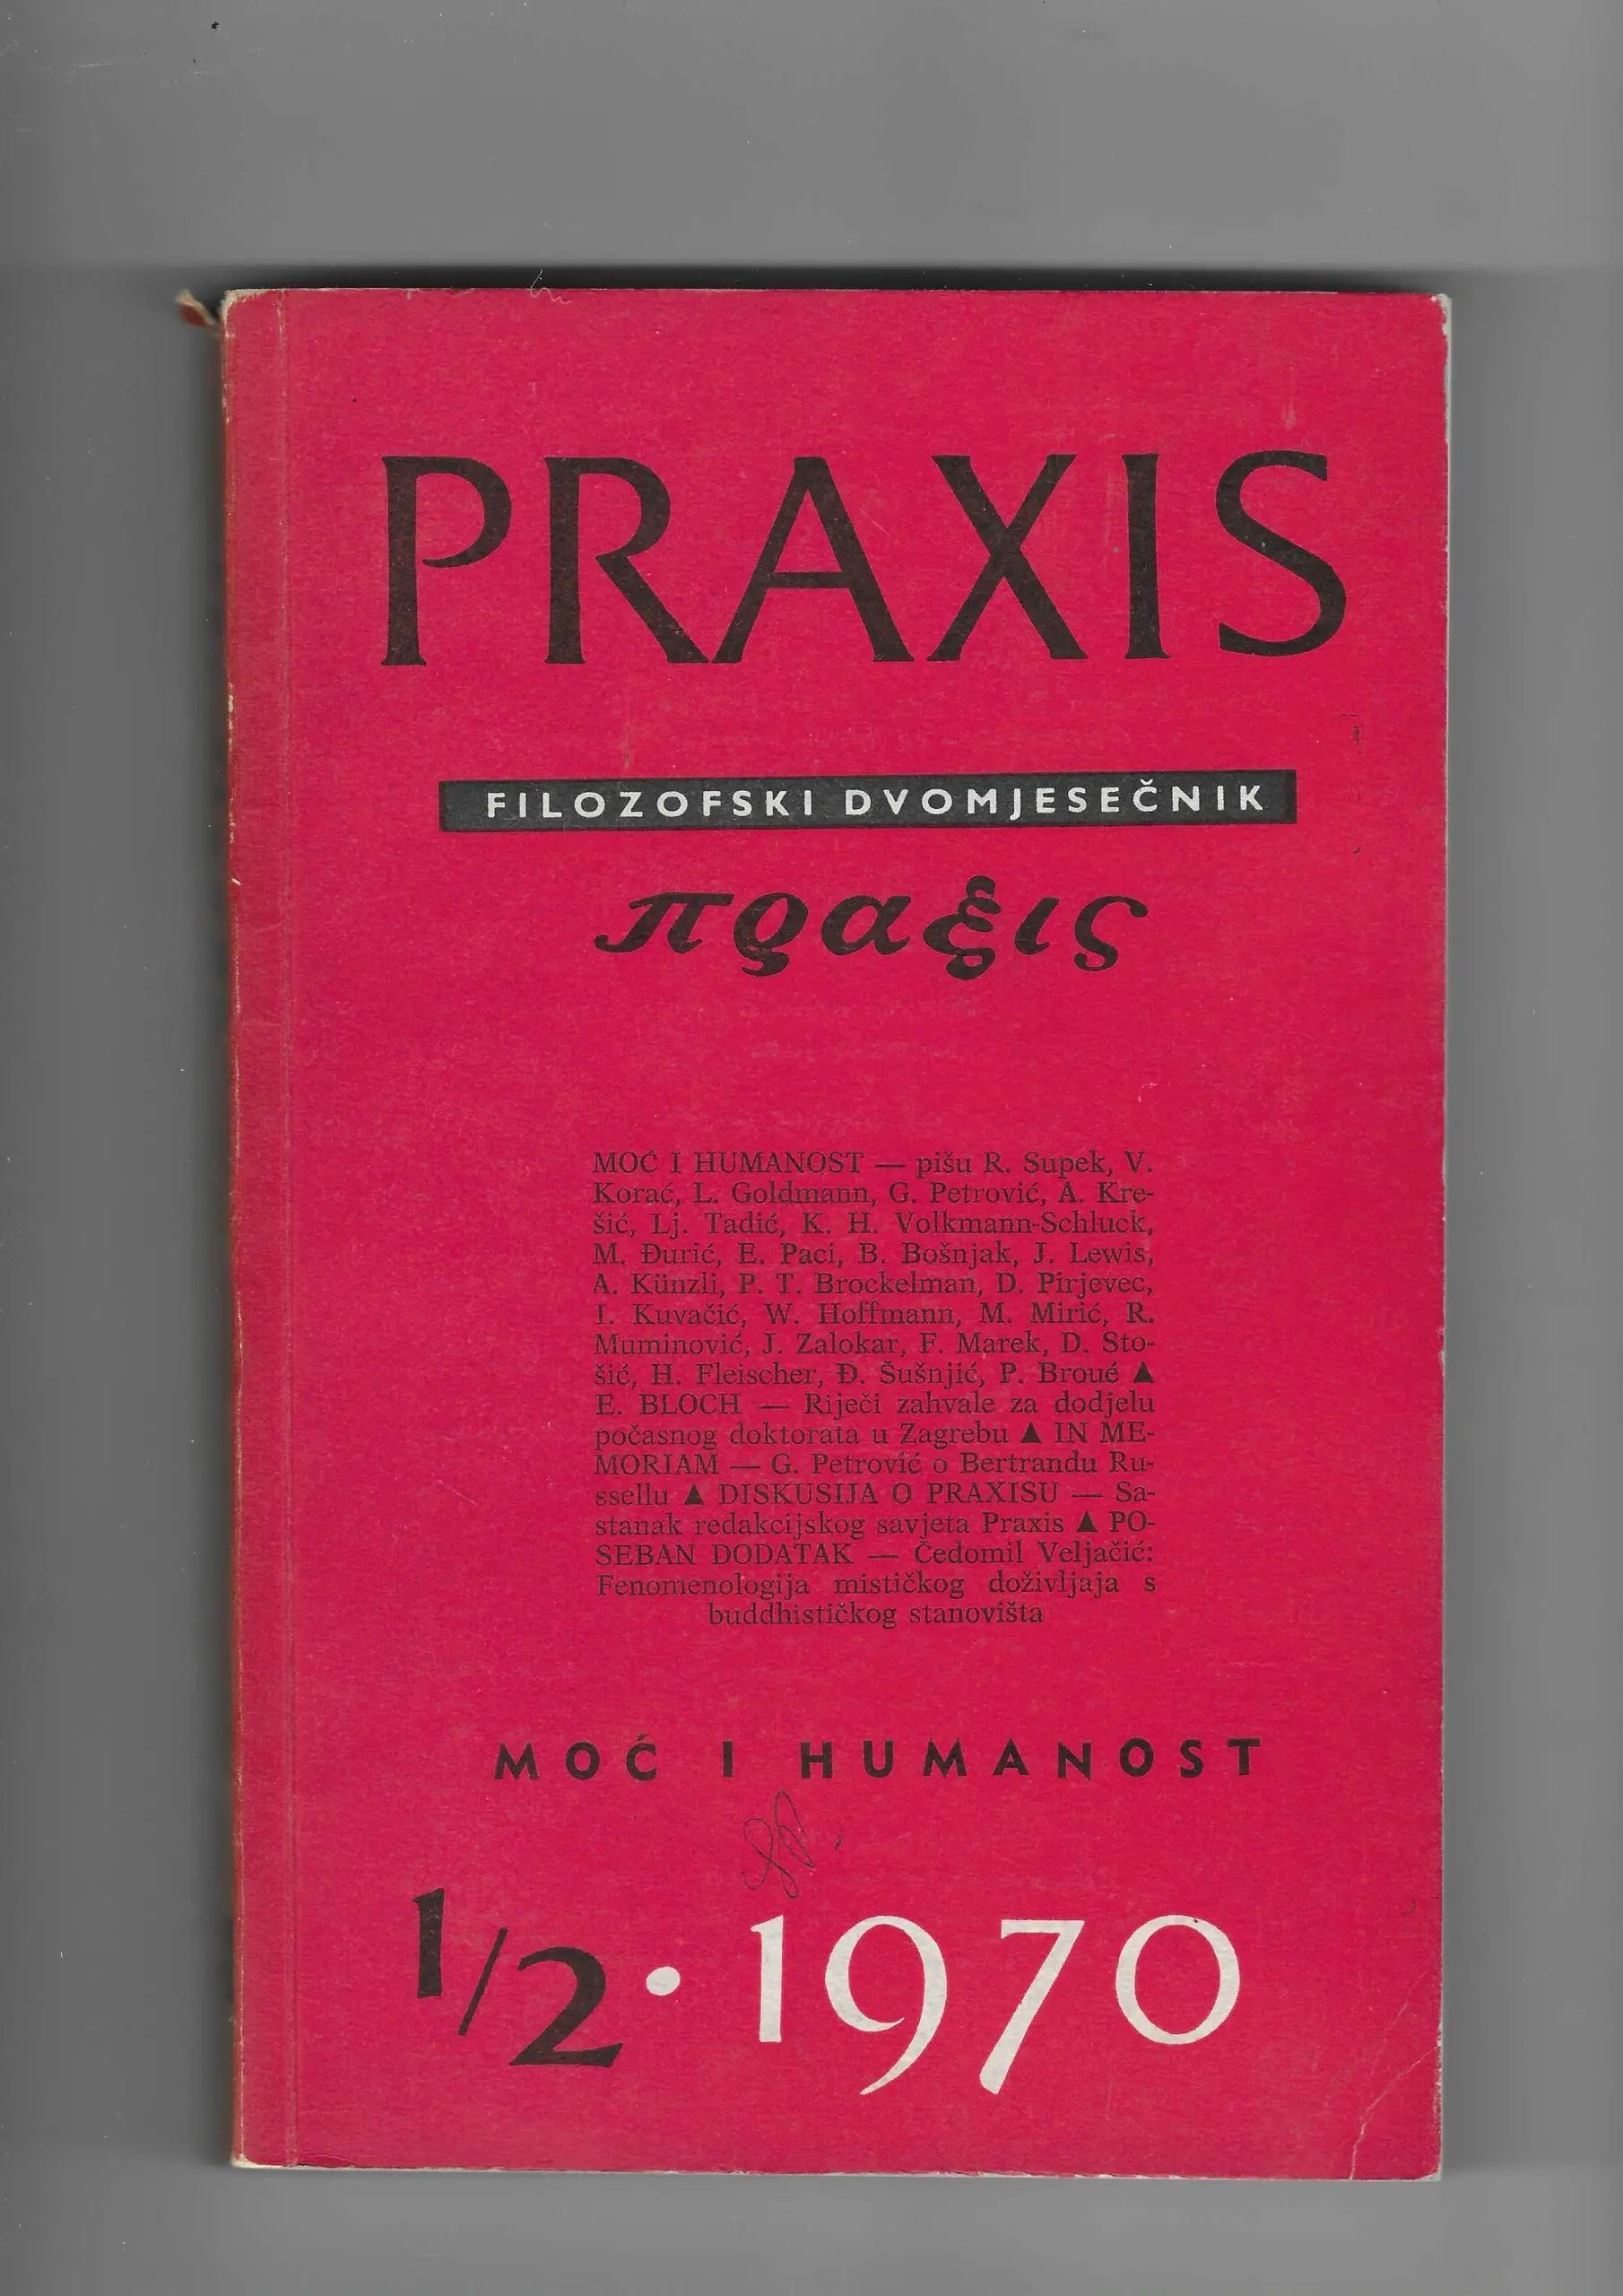 PRAXIS
FILOZOFSKI DVOMJESEČNIK
πραξις
MOĆ I HUMANOST — pišu R. Supek, V.
Korać, L. Goldmann, G. Petrović, A. Kre-
šić, Lj. Tadić, K. H. Volkmann-Schluck,
M. Đurić, E. Paci, B. Bošnjak, J. Lewis,
A. Künzli, P. T. Brockelman, D. Pirjevec,
I. Kuvačić, W. Hoffmann, M. Mirić, R.
Muminović, J. Zalokar, F. Marek, D. Sto-
šić, H. Fleischer, Đ. Šušnjić, P. Broué ▲
E. BLOCH — Riječi zahvale za dodjelu
počasnog doktorata u Zagrebu ▲ IN ME-
MORIAM — G. Petrović o Bertrandu Ru-
ssellu ▲ DISKUSIJA O PRAXISU — Sa-
stanak redakcijskog savjeta Praxis ▲ PO-
SEBAN DODATAK — Čedomil Veljačić:
Fenomenologija mističkog doživljaja s
buddhističkog stanovišta
MOĆ I HUMANOST
1/2 • 1970